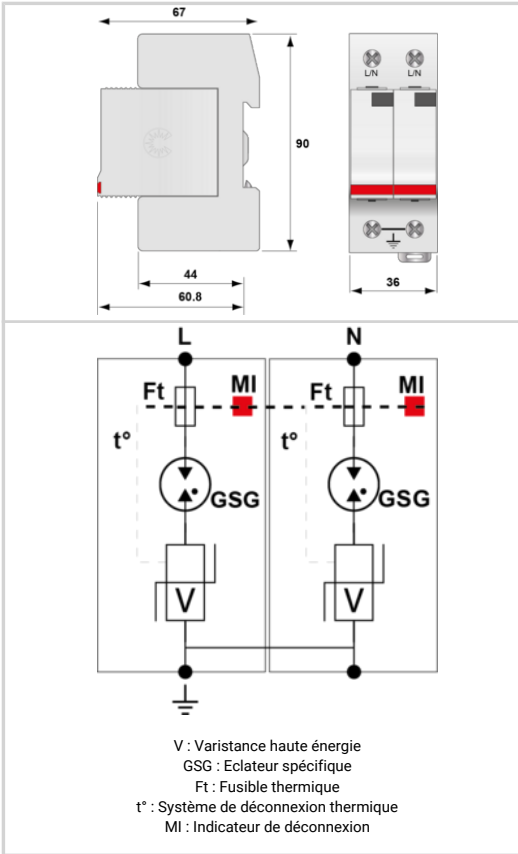 67
90
44
60.8
L/N L/N
36
L N
Ft MI Ft MI
t° t°
GSG GSG
V V
V : Varistance haute énergie
GSG : Eclateur spécifique
Ft : Fusible thermique
t° : Système de déconnexion thermique
MI : Indicateur de déconnexion